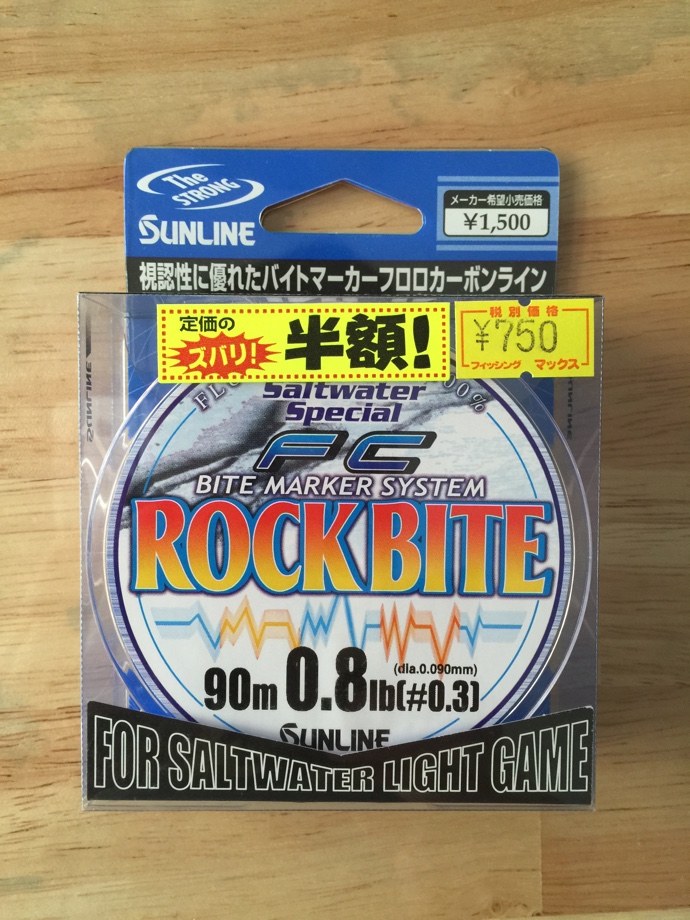 The STRONG
SUNLINE
メーカー希望小売価格
¥1,500
視認性に優れたバイトマーカーフロロカーボンライン
定価の
ズバリ!
半額!
税別価格
¥750
フィッシング マックス
Saltwater
Special
FC
BITE MARKER SYSTEM
ROCKBITE
(dia.0.090mm)
90m 0.8lb(#0.3)
SUNLINE
FOR SALTWATER LIGHT GAME